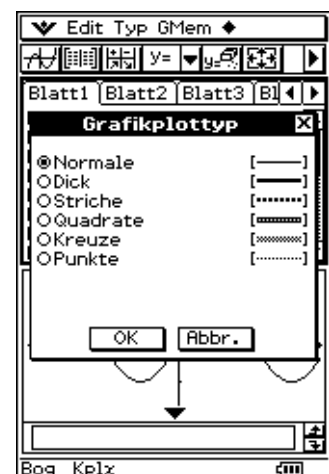 Edit Typ GMem
y=
Blatt1 Blatt2 Blatt3 Bl
Grafikplottyp
Normale
Dick
Striche
Quadrate
Kreuze
Punkte
OK Abbr.
Bog Kplx